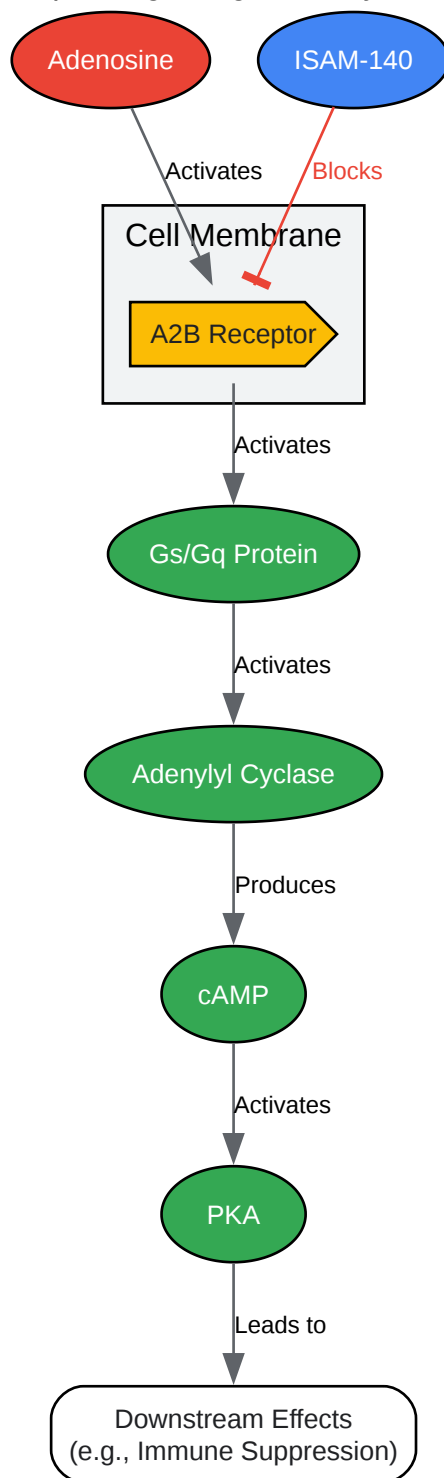 Adenosine
ISAM-140
Activates
Blocks
Cell Membrane
A2B Receptor
Activates
Gs/Gq Protein
Activates
Adenylyl Cyclase
Produces
cAMP
Activates
PKA
Leads to
Downstream Effects
(e.g., Immune Suppression)